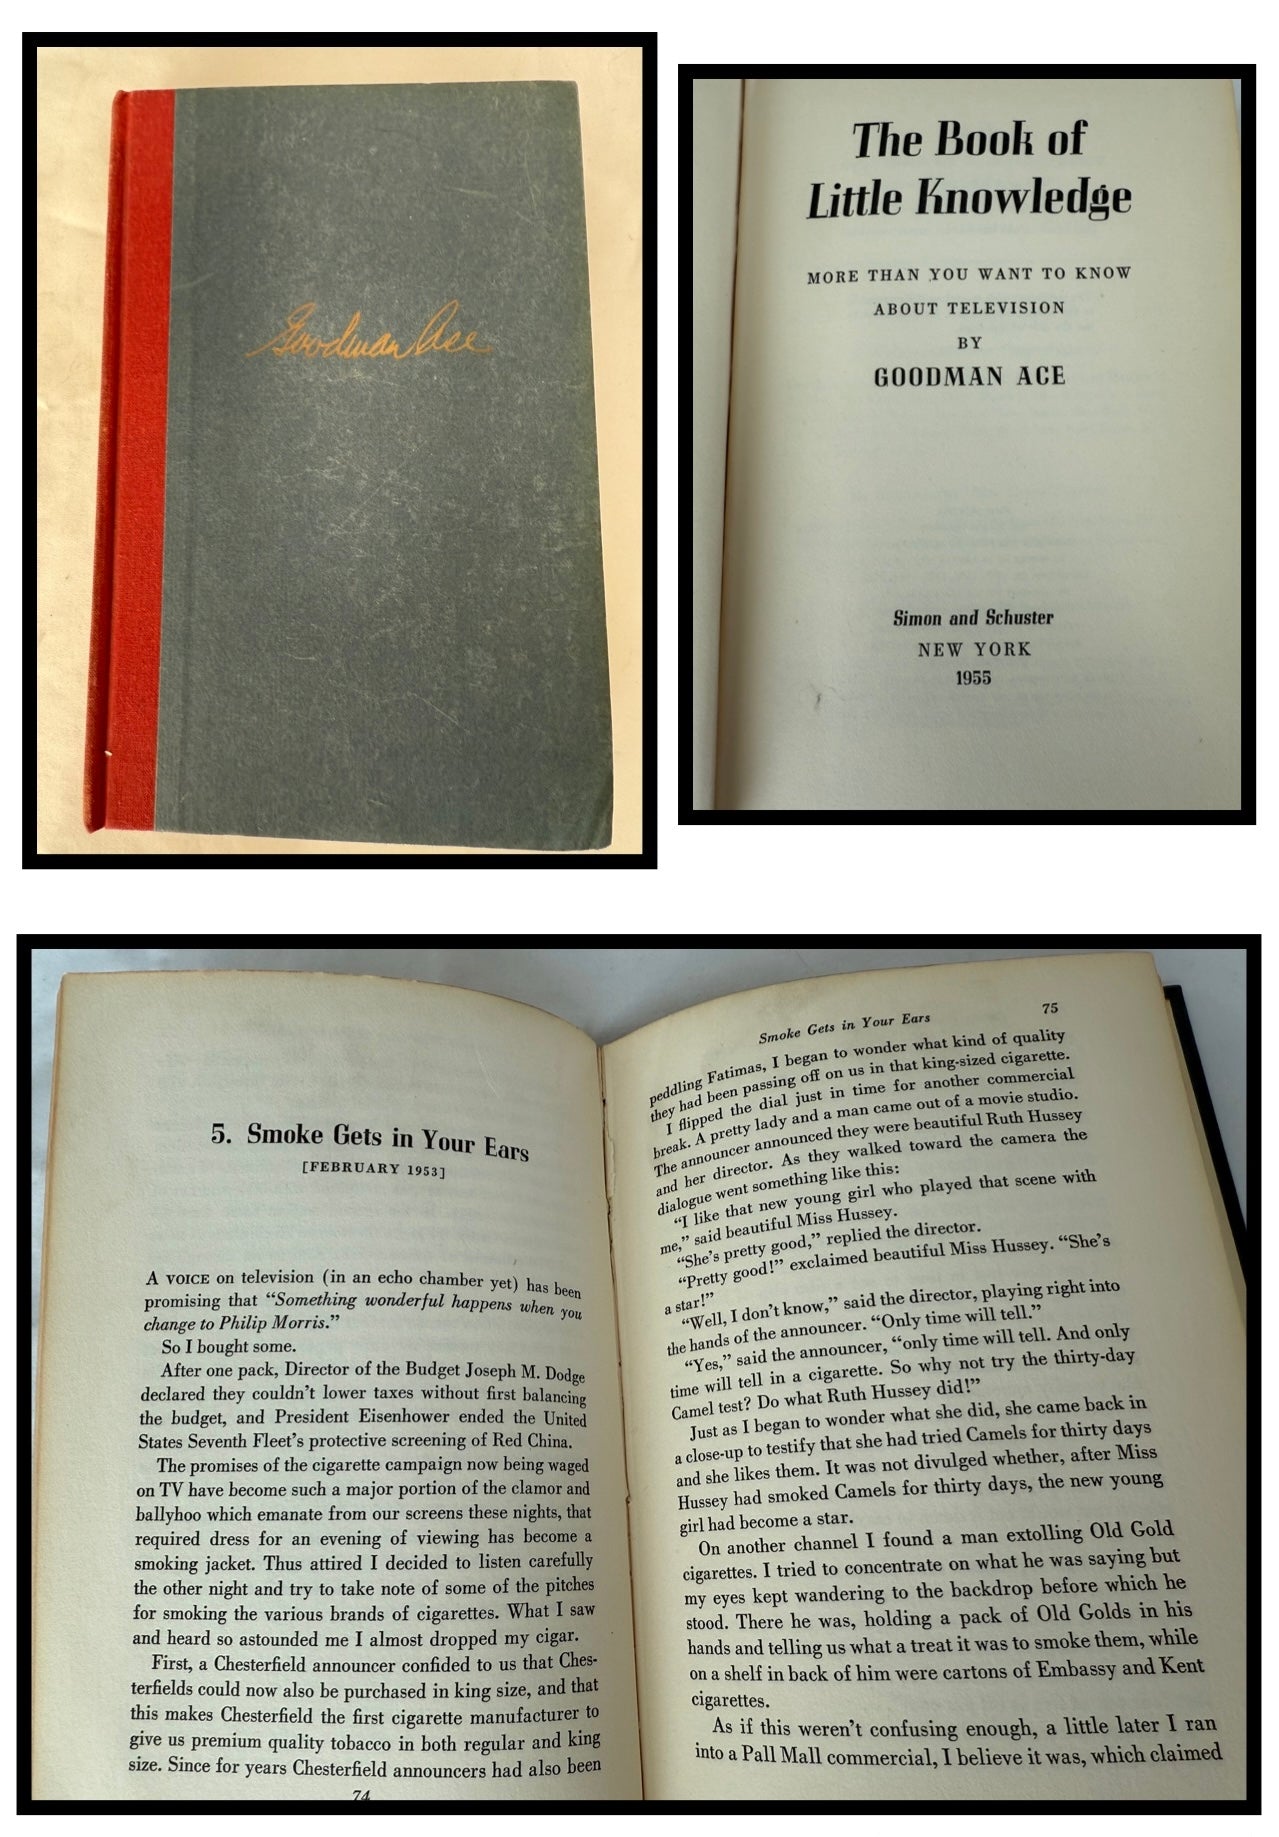 Goodman Ace
The Book of
Little Knowledge
MORE THAN YOU WANT TO KNOW
ABOUT TELEVISION
BY
GOODMAN ACE
Simon and Schuster
NEW YORK
1955
5. Smoke Gets in Your Ears
[FEBRUARY 1953]
A VOICE on television (in an echo chamber yet) has been
promising that “Something wonderful happens when you
change to Philip Morris.”
So I bought some.
After one pack, Director of the Budget Joseph M. Dodge
declared they couldn’t lower taxes without first balancing
the budget, and President Eisenhower ended the United
States Seventh Fleet’s protective screening of Red China.
The promises of the cigarette campaign now being waged
on TV have become such a major portion of the clamor and
ballyhoo which emanate from our screens these nights, that
required dress for an evening of viewing has become a
smoking jacket. Thus attired I decided to listen carefully
the other night and try to take note of some of the pitches
for smoking the various brands of cigarettes. What I saw
and heard so astounded me I almost dropped my cigar.
First, a Chesterfield announcer confided to us that Ches-
terfields could now also be purchased in king size, and that
this makes Chesterfield the first cigarette manufacturer to
give us premium quality tobacco in both regular and king
size. Since for years Chesterfield announcers had also been
74
Smoke Gets in Your Ears 75
peddling Fatimas, I began to wonder what kind of quality
they had been passing off on us in that king-sized cigarette.
I flipped the dial just in time for another commercial
break. A pretty lady and a man came out of a movie studio.
The announcer announced they were beautiful Ruth Hussey
and her director. As they walked toward the camera the
dialogue went something like this:
“I like that new young girl who played that scene with
me,” said beautiful Miss Hussey.
“She’s pretty good,” replied the director.
“Pretty good!” exclaimed beautiful Miss Hussey. “She’s
a star!”
“Well, I don’t know,” said the director, playing right into
the hands of the announcer. “Only time will tell.”
“Yes,” said the announcer, “only time will tell. And only
time will tell in a cigarette. So why not try the thirty-day
Camel test? Do what Ruth Hussey did!”
Just as I began to wonder what she did, she came back in
a close-up to testify that she had tried Camels for thirty days
and she likes them. It was not divulged whether, after Miss
Hussey had smoked Camels for thirty days, the new young
girl had become a star.
On another channel I found a man extolling Old Gold
cigarettes. I tried to concentrate on what he was saying but
my eyes kept wandering to the backdrop before which he
stood. There he was, holding a pack of Old Golds in his
hands and telling us what a treat it was to smoke them, while
on a shelf in back of him were cartons of Embassy and Kent
cigarettes.
As if this weren’t confusing enough, a little later I ran
into a Pall Mall commercial, I believe it was, which claimed